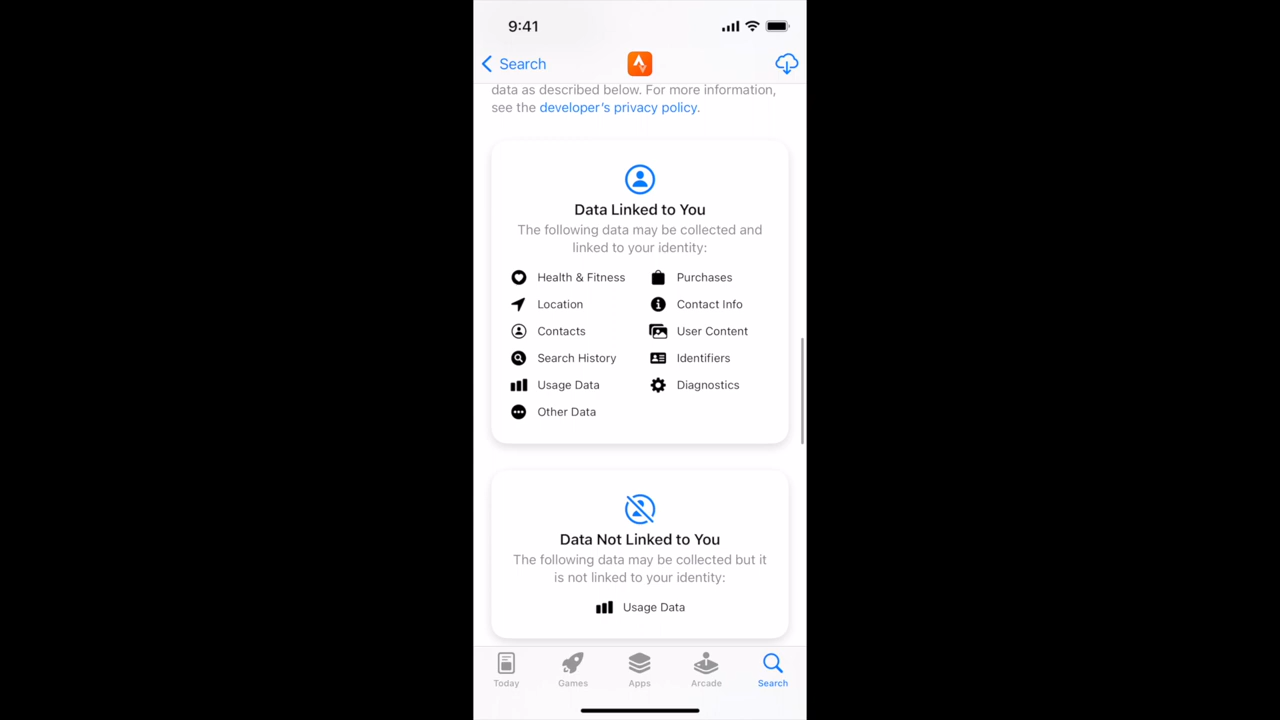 9:41
Search
data as described below. For more information,
see the developer's privacy policy.
Data Linked to You
The following data may be collected and
linked to your identity:
Health & Fitness
Purchases
Location
Contact Info
Contacts
User Content
Search History
Identifiers
Usage Data
Diagnostics
Other Data
Data Not Linked to You
The following data may be collected but it
is not linked to your identity:
Usage Data
Today
Games
Apps
Arcade
Search